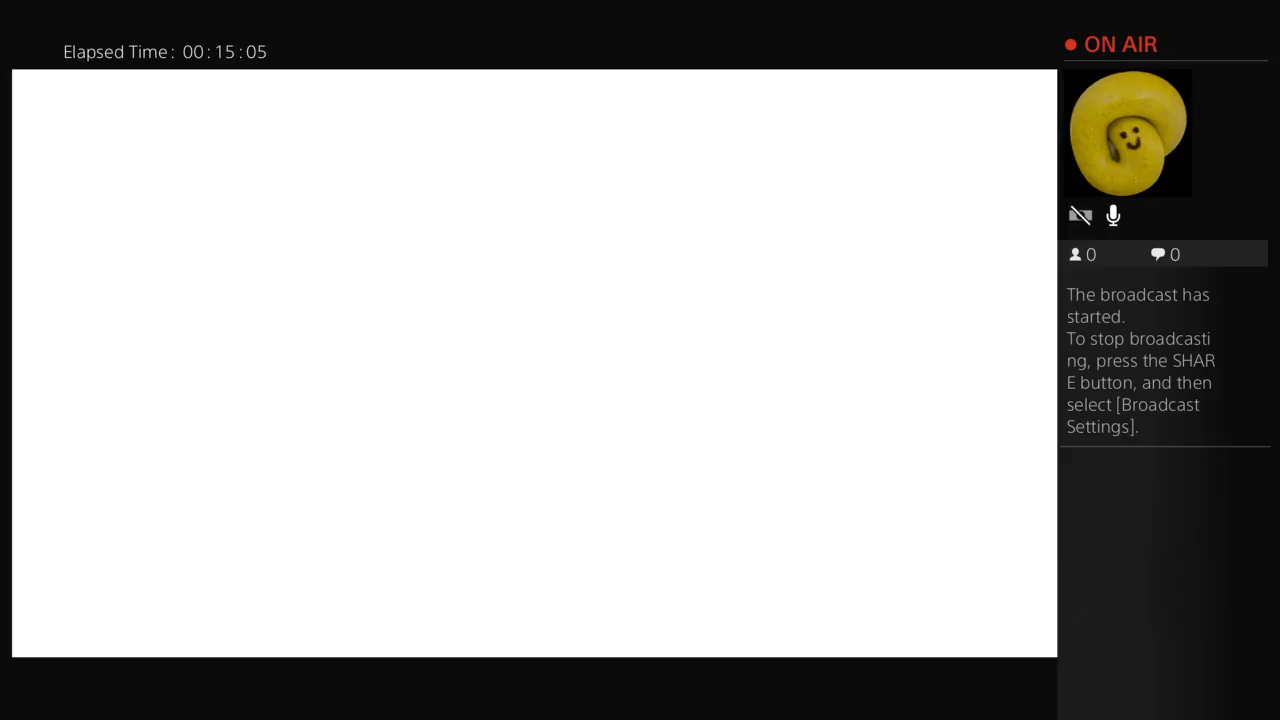 Elapsed Time: 00:15:05
ON AIR
0 0
The broadcast has
started.
To stop broadcasti
ng, press the SHAR
E button, and then
select [Broadcast
Settings].